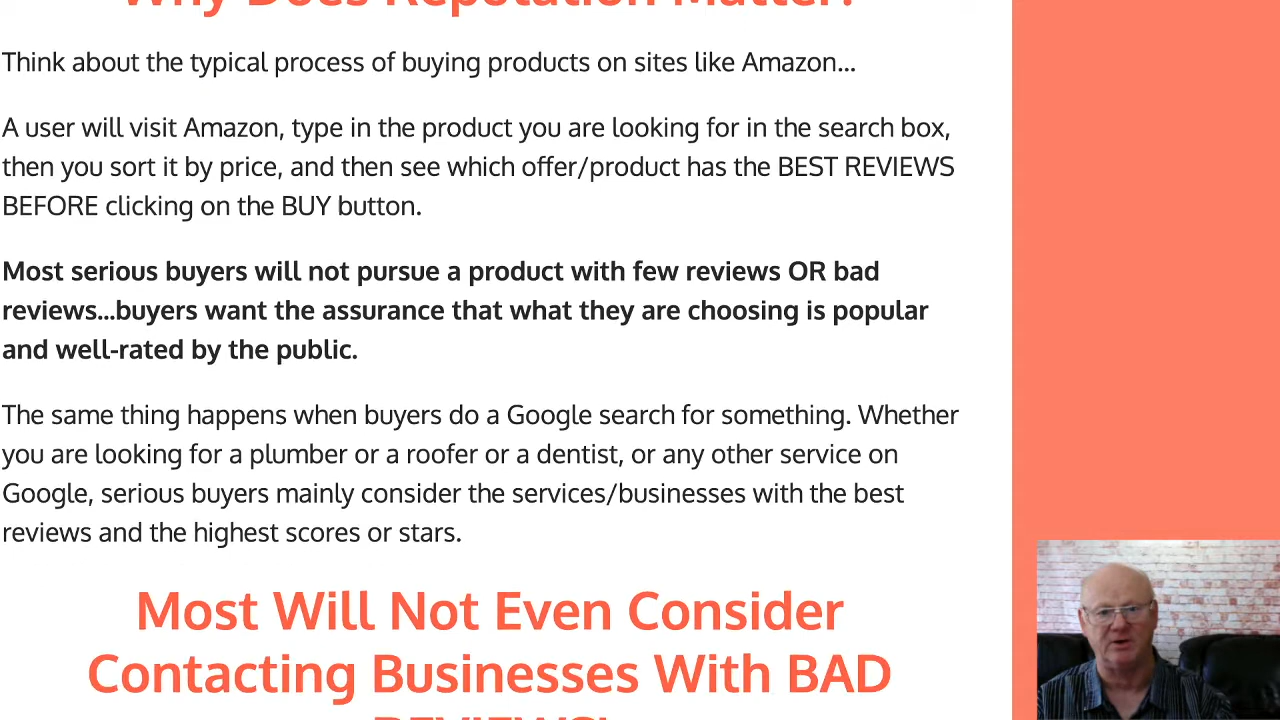 Why Does Reputation Matter?
Think about the typical process of buying products on sites like Amazon...
A user will visit Amazon, type in the product you are looking for in the search box,
then you sort it by price, and then see which offer/product has the BEST REVIEWS
BEFORE clicking on the BUY button.
Most serious buyers will not pursue a product with few reviews OR bad
reviews...buyers want the assurance that what they are choosing is popular
and well-rated by the public.
The same thing happens when buyers do a Google search for something. Whether
you are looking for a plumber or a roofer or a dentist, or any other service on
Google, serious buyers mainly consider the services/businesses with the best
reviews and the highest scores or stars.
Most Will Not Even Consider
Contacting Businesses With BAD
REVIEWS!